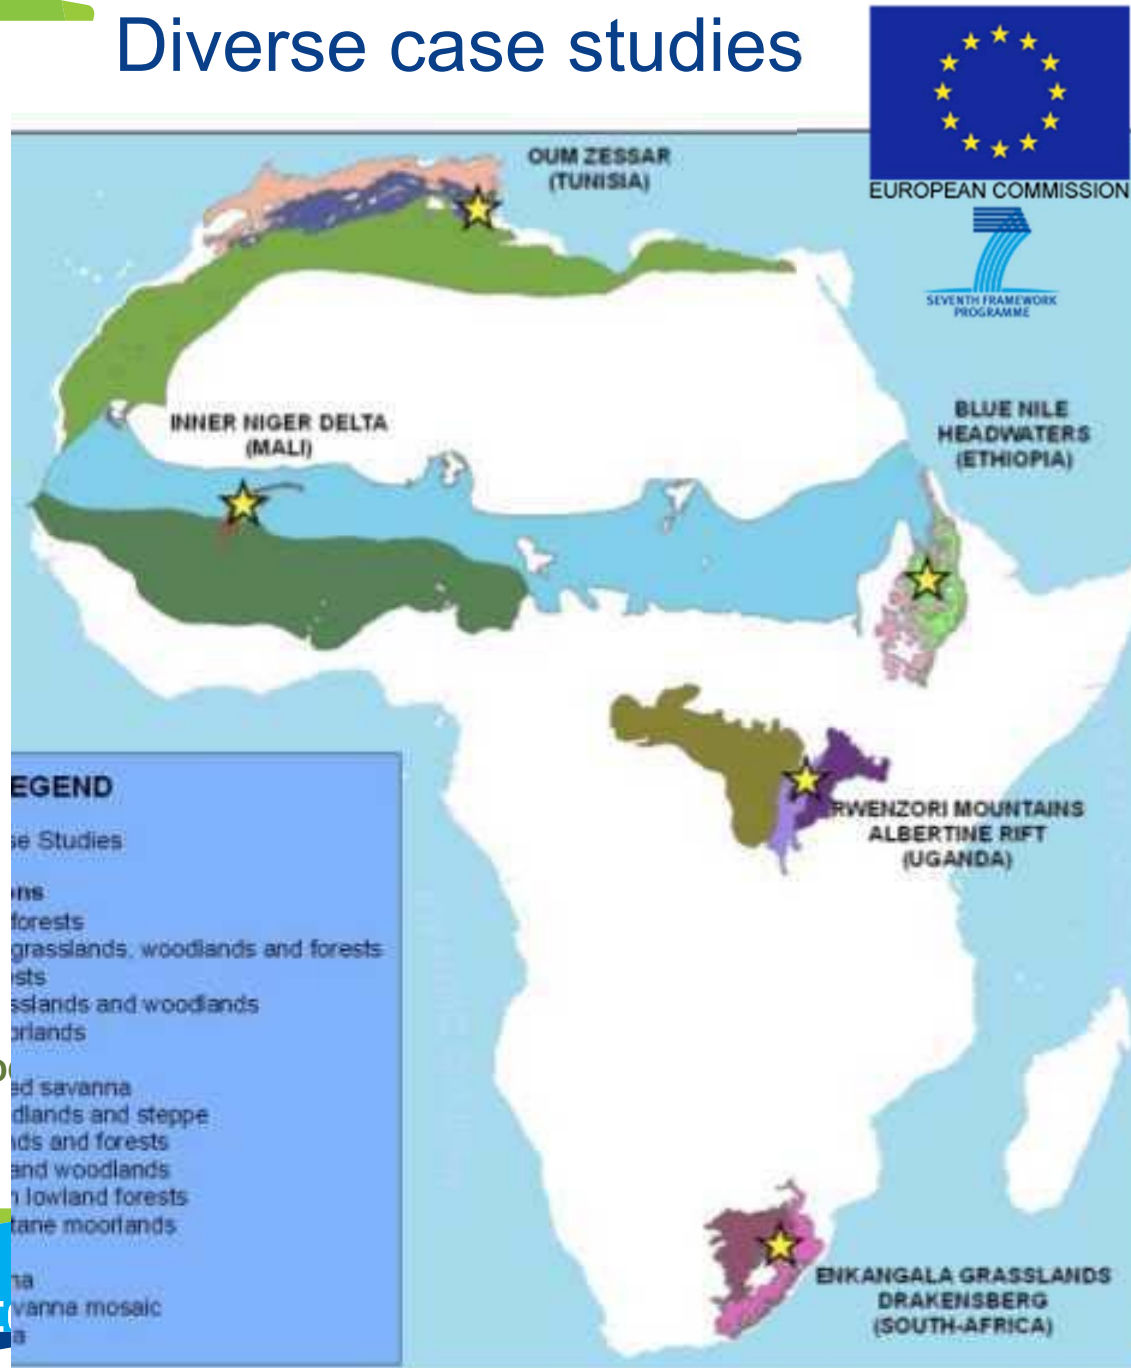 Diverse case studies
EUROPEAN COMMISSION
7
SEVENTH FRAMEWORK
PROGRAMME
OUM ZESSAR
(TUNISIA)
INNER NIGER DELTA
(MALI)
BLUE NILE
HEADWATERS
(ETHIOPIA)
RWENZORI MOUNTAINS
ALBERTINE RIFT
(UGANDA)
ENKANGALA GRASSLANDS
DRAKENSBERG
(SOUTH-AFRICA)
EGEND
se Studies
ons
forests
grasslands, woodlands and forests
sts
sslands and woodlands
orlands
ed savanna
dlands and steppe
nds and forests
and woodlands
n lowland forests
tane moorlands
na
vanna mosaic
a